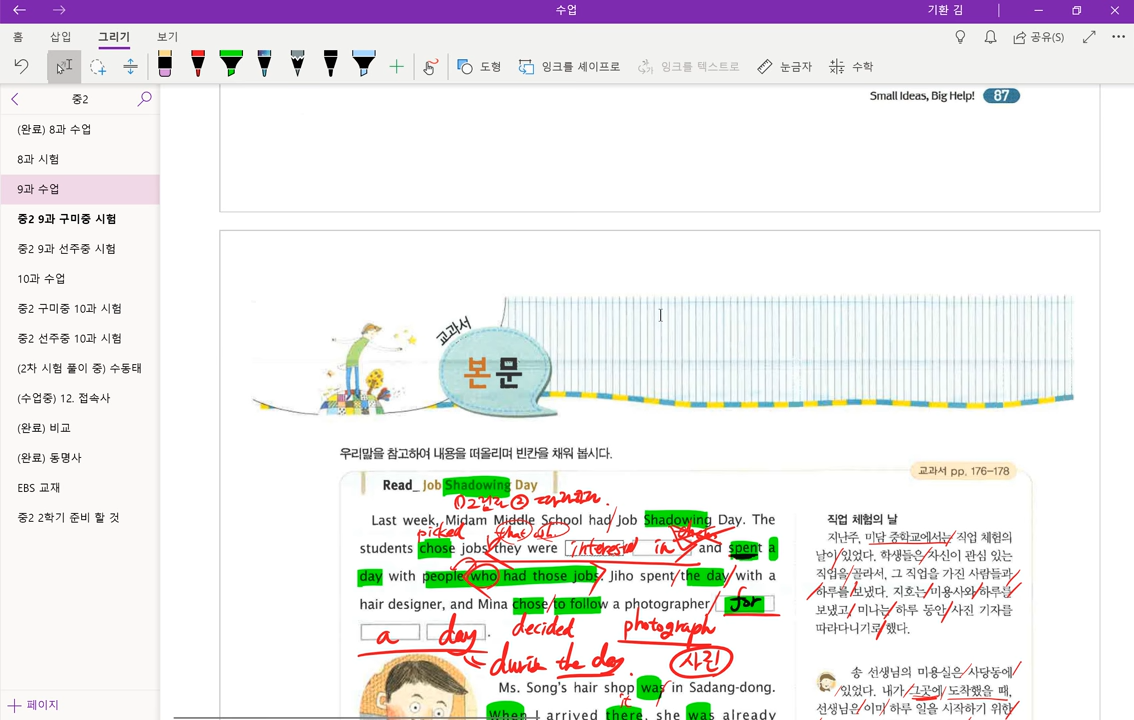 수업
기환 김
홈 삽입 그리기 보기
공유(S)
도형 잉크를 셰이프로 잉크를 텍스트로 눈금자 수학
중2
(완료) 8과 수업
8과 시험
9과 수업
중2 9과 구미중 시험
중2 9과 선주중 시험
10과 수업
중2 구미중 10과 시험
중2 선주중 10과 시험
(2차 시험 풀이 중) 수동태
(수업중) 12. 접속사
(완료) 비교
(완료) 동명사
EBS 교재
중2 2학기 준비 할 것
페이지
Small Ideas, Big Help! 87
교과서
본문
우리말을 참고하여 내용을 떠올리며 빈칸을 채워 봅시다.
교과서 pp. 176-178
Read_ Job Shadowing Day
Last week, Midam Middle School had Job Shadowing Day. The
picked
students chose jobs they were interested in and spent a
day with people who had those jobs. Jiho spent the day with a
hair designer, and Mina chose to follow a photographer for
a day.
decided photograph
during the day. 사진
Ms. Song's hair shop was in Sadang-dong.
it
When I arrived there, she was already
직업 체험의 날
지난주, 미담 중학교에서는 직업 체험의
날이 있었다. 학생들은 자신이 관심 있는
직업을 골라서, 그 직업을 가진 사람들과
하루를 보냈다. 지호는 미용사와 하루를
보냈고, 미나는 하루 동안 사진 기자를
따라다니기로 했다.
송 선생님의 미용실은 사당동에
있었다. 내가 그곳에 도착했을 때,
선생님은 이미 하루 일을 시작하기 위한